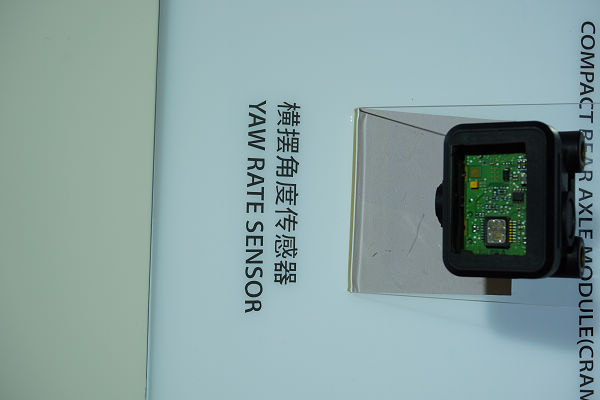 横摆角度传感器
YAW RATE SENSOR
COMPACT REAR AXLE MODULE(CRAM